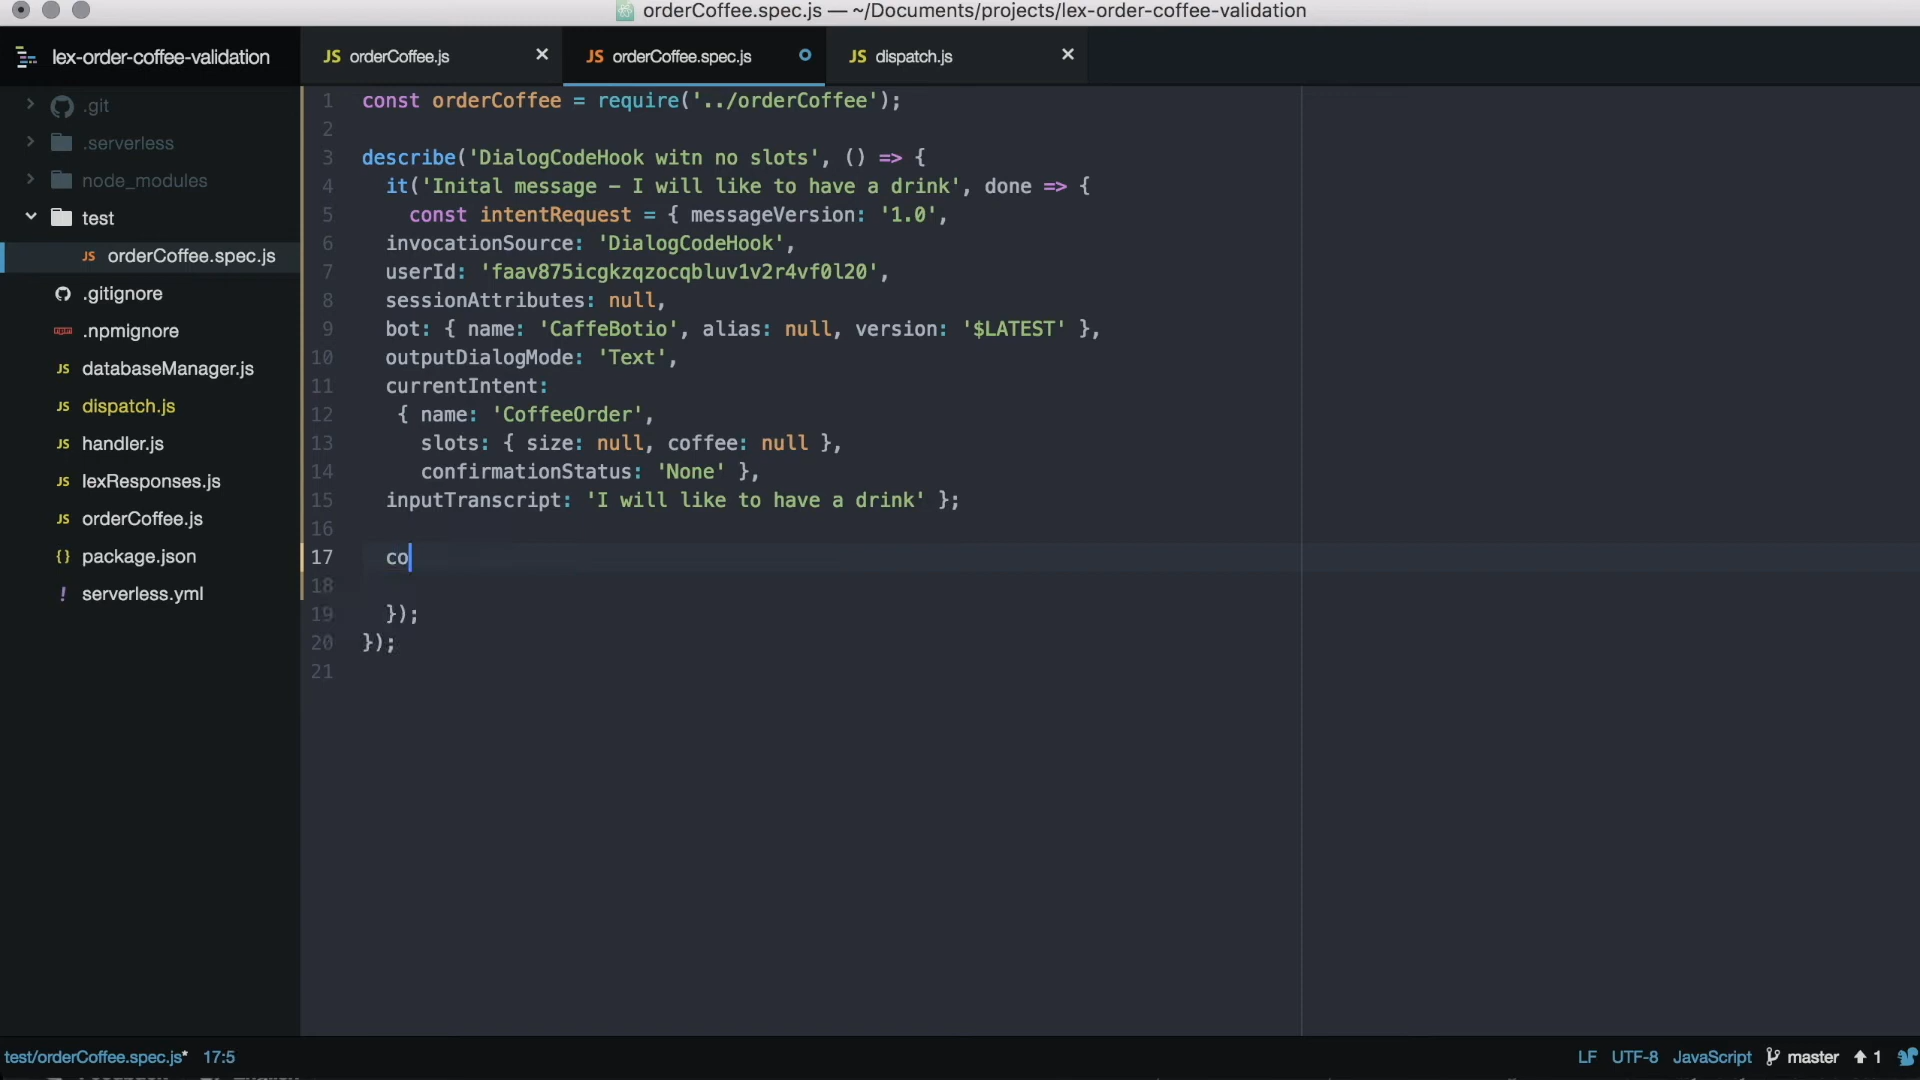 orderCoffee.spec.js — ~/Documents/projects/lex-order-coffee-validation
lex-order-coffee-validation
JS orderCoffee.js
JS orderCoffee.spec.js
JS dispatch.js
.git
.serverless
node_modules
test
JS orderCoffee.spec.js
.gitignore
.npmignore
JS databaseManager.js
JS dispatch.js
JS handler.js
JS lexResponses.js
JS orderCoffee.js
{} package.json
! serverless.yml
1 const orderCoffee = require('../orderCoffee');
2
3 describe('DialogCodeHook witn no slots', () => {
4 it('Inital message – I will like to have a drink', done => {
5 const intentRequest = { messageVersion: '1.0',
6 invocationSource: 'DialogCodeHook',
7 userId: 'faav875icgkzqzocqbluv1v2r4vf0l20',
8 sessionAttributes: null,
9 bot: { name: 'CaffeBotio', alias: null, version: '$LATEST' },
10 outputDialogMode: 'Text',
11 currentIntent:
12 { name: 'CoffeeOrder',
13 slots: { size: null, coffee: null },
14 confirmationStatus: 'None' },
15 inputTranscript: 'I will like to have a drink' };
16
17 co
18
19 });
20 });
21
test/orderCoffee.spec.js* 17:5
LF UTF-8 JavaScript master 1